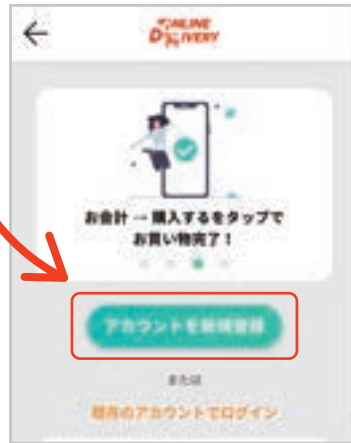 ONLINE
DELIVERY
お会計 → 購入するをタップで
お買い物完了！
アカウントを新規登録
または
既存のアカウントでログイン